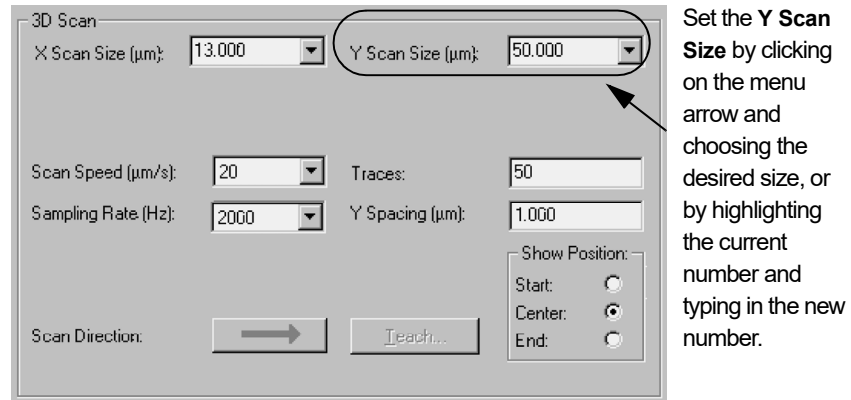 3D Scan
X Scan Size (µm): 13.000 Y Scan Size (µm): 50.000
Scan Speed (µm/s): 20 Traces: 50
Sampling Rate (Hz): 2000 Y Spacing (µm): 1.000
Show Position:
Start:
Center:
End:
Scan Direction: Teach...
Set the Y Scan
Size by clicking
on the menu
arrow and
choosing the
desired size, or
by highlighting
the current
number and
typing in the new
number.